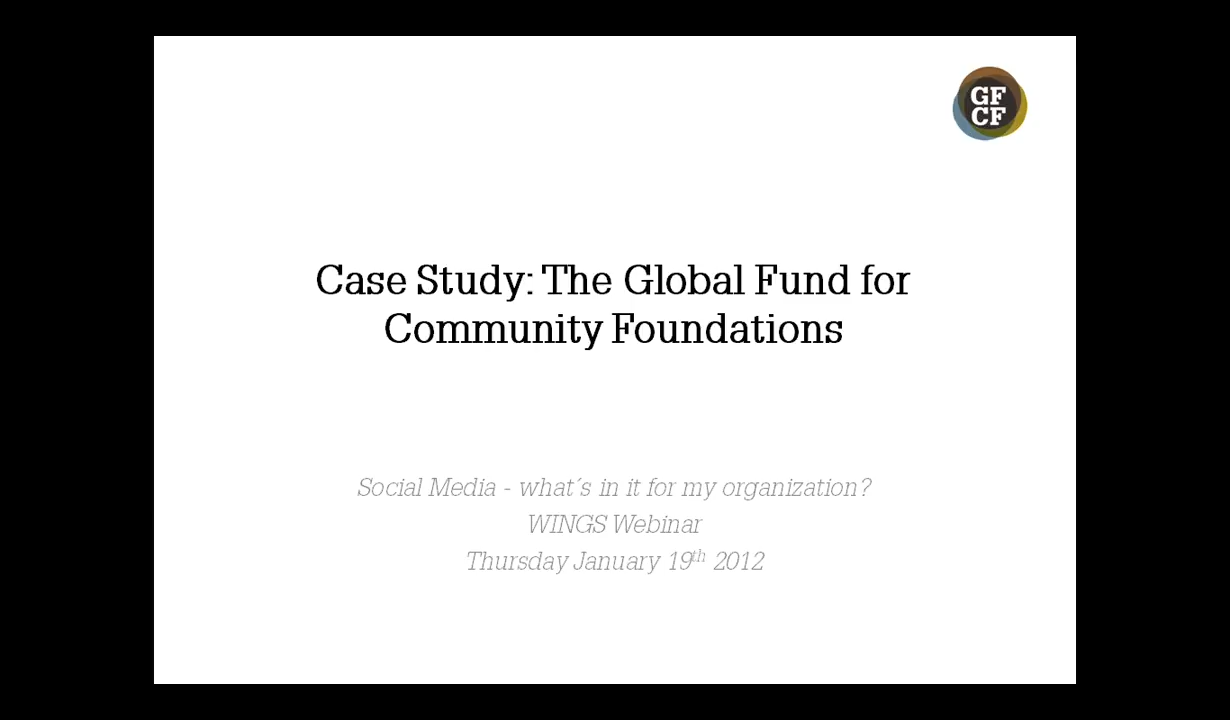 GF
CF
Case Study: The Global Fund for
Community Foundations
Social Media - what´s in it for my organization?
WINGS Webinar
Thursday January 19th 2012